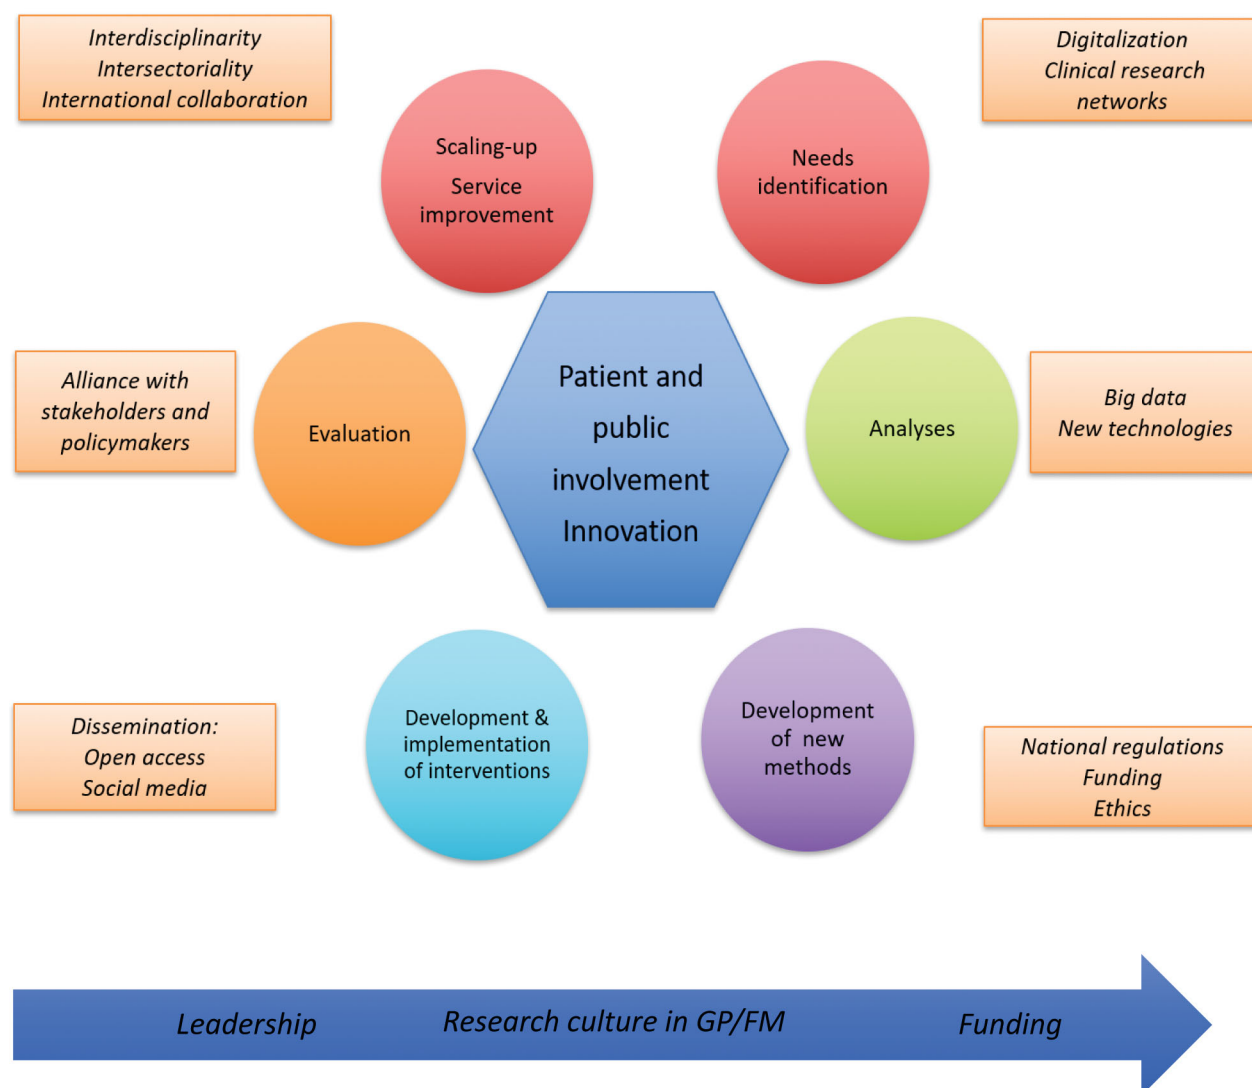 Interdisciplinarity
Intersectoriality
International collaboration
Digitalization
Clinical research
networks
Scaling-up
Service
improvement
Needs
identification
Patient and
public
involvement
Innovation
Alliance with
stakeholders and
policymakers
Evaluation
Analyses
Big data
New technologies
Dissemination:
Open access
Social media
Development &
implementation
of interventions
Development
of new
methods
National regulations
Funding
Ethics
Leadership
Research culture in GP/FM
Funding